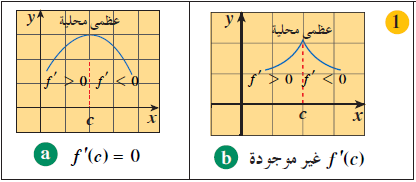 1
عظمى محلية
y
f′ > 0 f′ < 0
c x
a f′(c) = 0
عظمى محلية
y
f′ > 0 f′ < 0
c x
b f′(c) غير موجودة